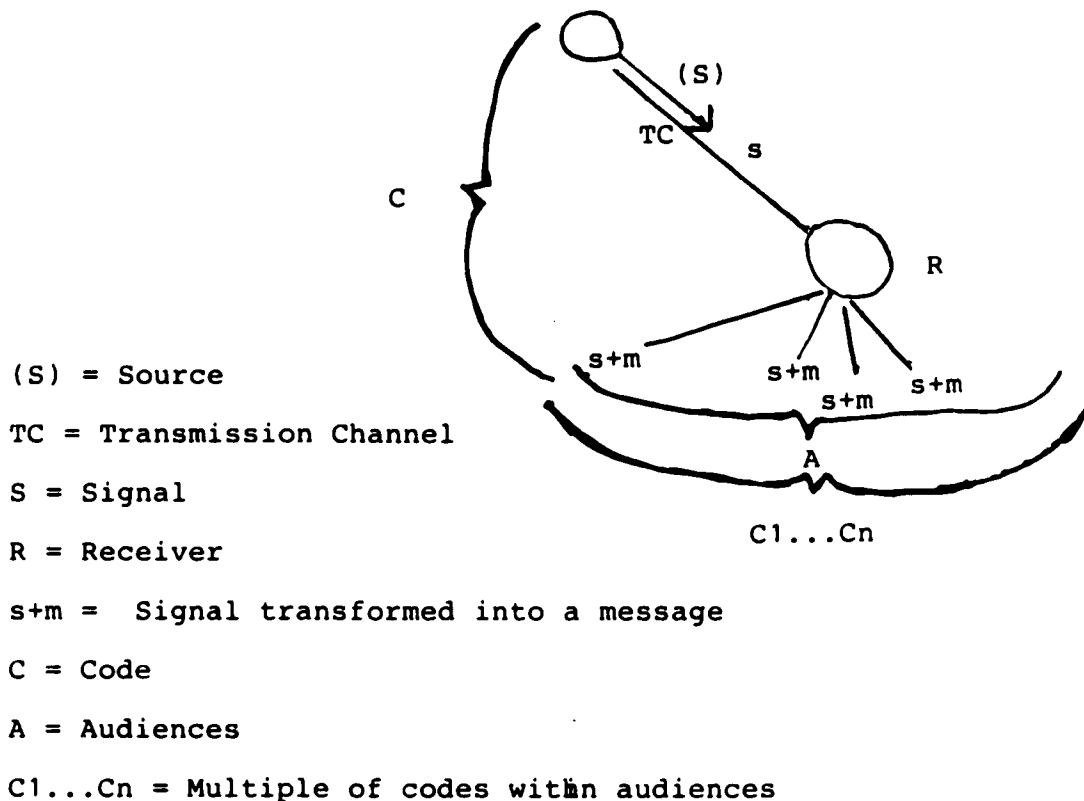 (S)
TC
s
C
R
s+m
s+m
s+m
s+m
A
C1...Cn
(S) = Source
TC = Transmission Channel
S = Signal
R = Receiver
s+m = Signal transformed into a message
C = Code
A = Audiences
C1...Cn = Multiple of codes within audiences